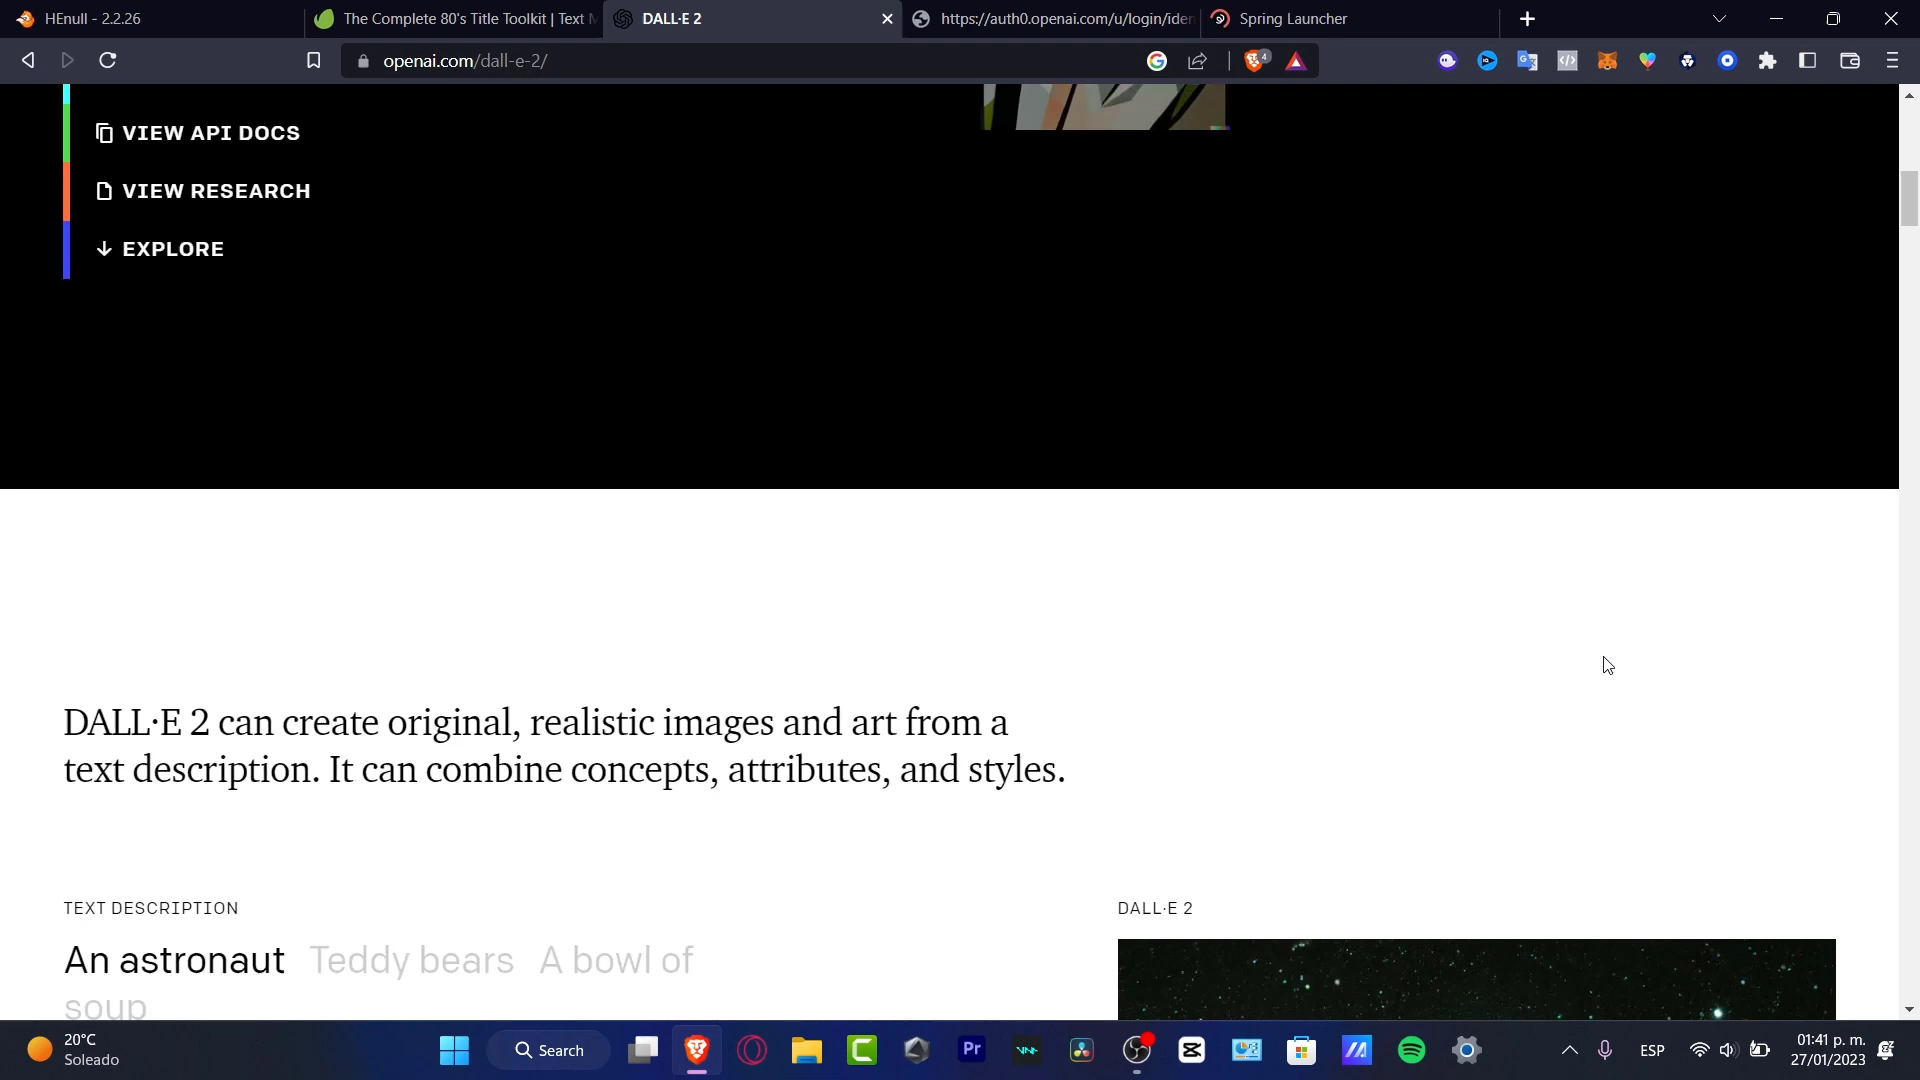 HEnull - 2.2.26
The Complete 80's Title Toolkit | Text
DALL·E 2
https://auth0.openai.com/u/login/iden
Spring Launcher
openai.com/dall-e-2/
4
VIEW API DOCS
VIEW RESEARCH
EXPLORE
DALL·E 2 can create original, realistic images and art from a
text description. It can combine concepts, attributes, and styles.
TEXT DESCRIPTION
DALL·E 2
An astronaut Teddy bears A bowl of
soup
20°C
Soleado
Search
Pr
ESP
01:41 p. m.
27/01/2023